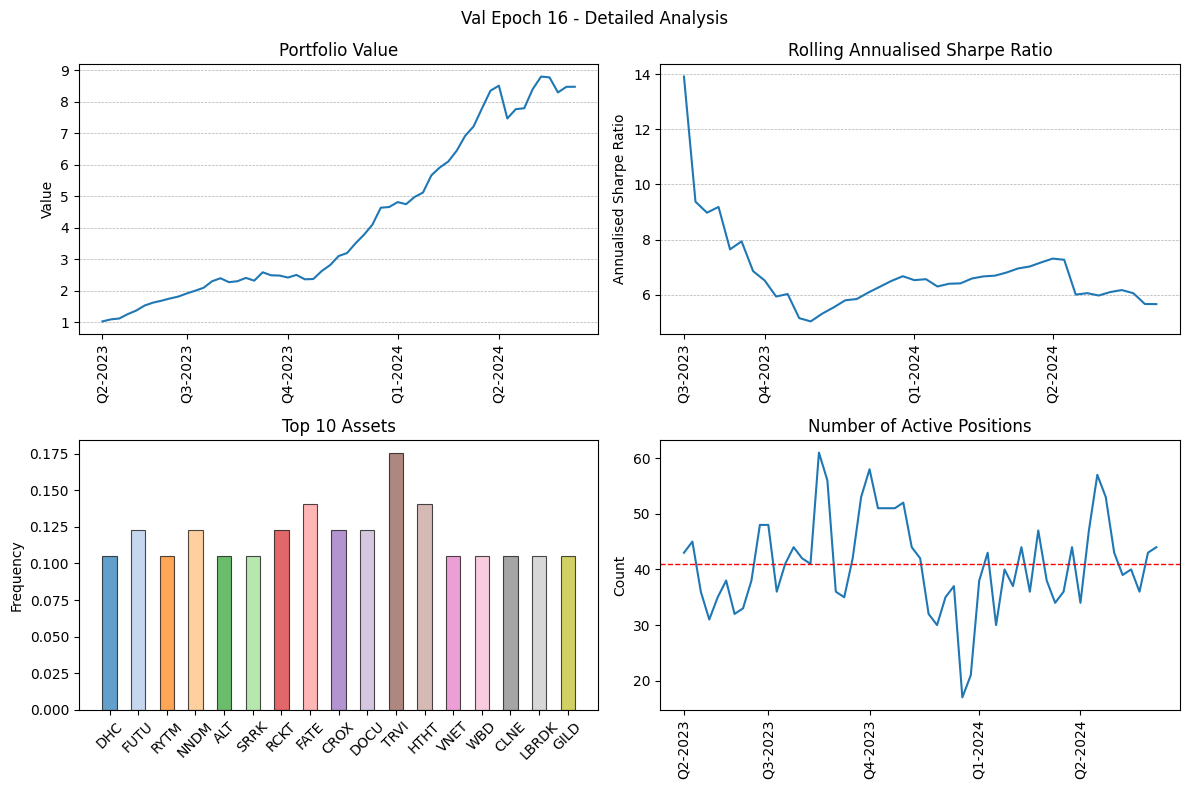 Val Epoch 16 - Detailed Analysis
Portfolio Value
Value
9
8
7
6
5
4
3
2
1
Q2-2023
Q3-2023
Q4-2023
Q1-2024
Q2-2024
Rolling Annualised Sharpe Ratio
Annualised Sharpe Ratio
14
12
10
8
6
Q3-2023
Q4-2023
Q1-2024
Q2-2024
Top 10 Assets
Frequency
0.175
0.150
0.125
0.100
0.075
0.050
0.025
0.000
DHC
FUTU
RYTM
NNDM
ALT
SRRK
RCKT
FATE
CROX
DOCU
TRVI
HTHT
VNET
WBD
CLNE
LBRDK
GILD
Number of Active Positions
Count
60
50
40
30
20
Q2-2023
Q3-2023
Q4-2023
Q1-2024
Q2-2024